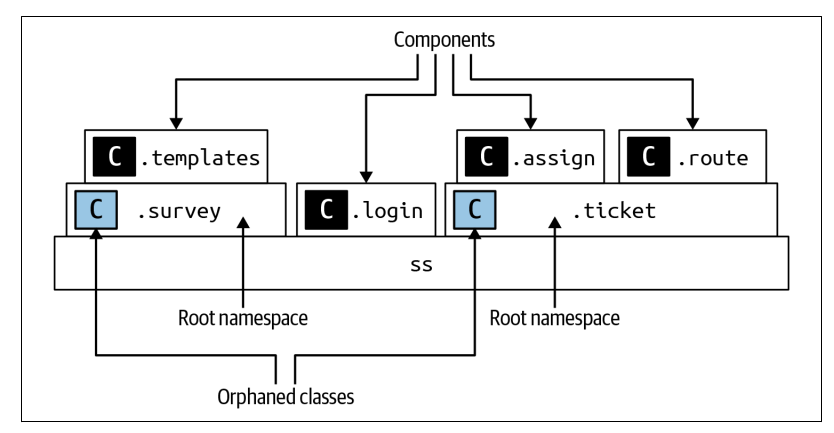 Components
C .templates
C .assign
C .route
C .survey
C .login
C .ticket
ss
Root namespace
Root namespace
Orphaned classes